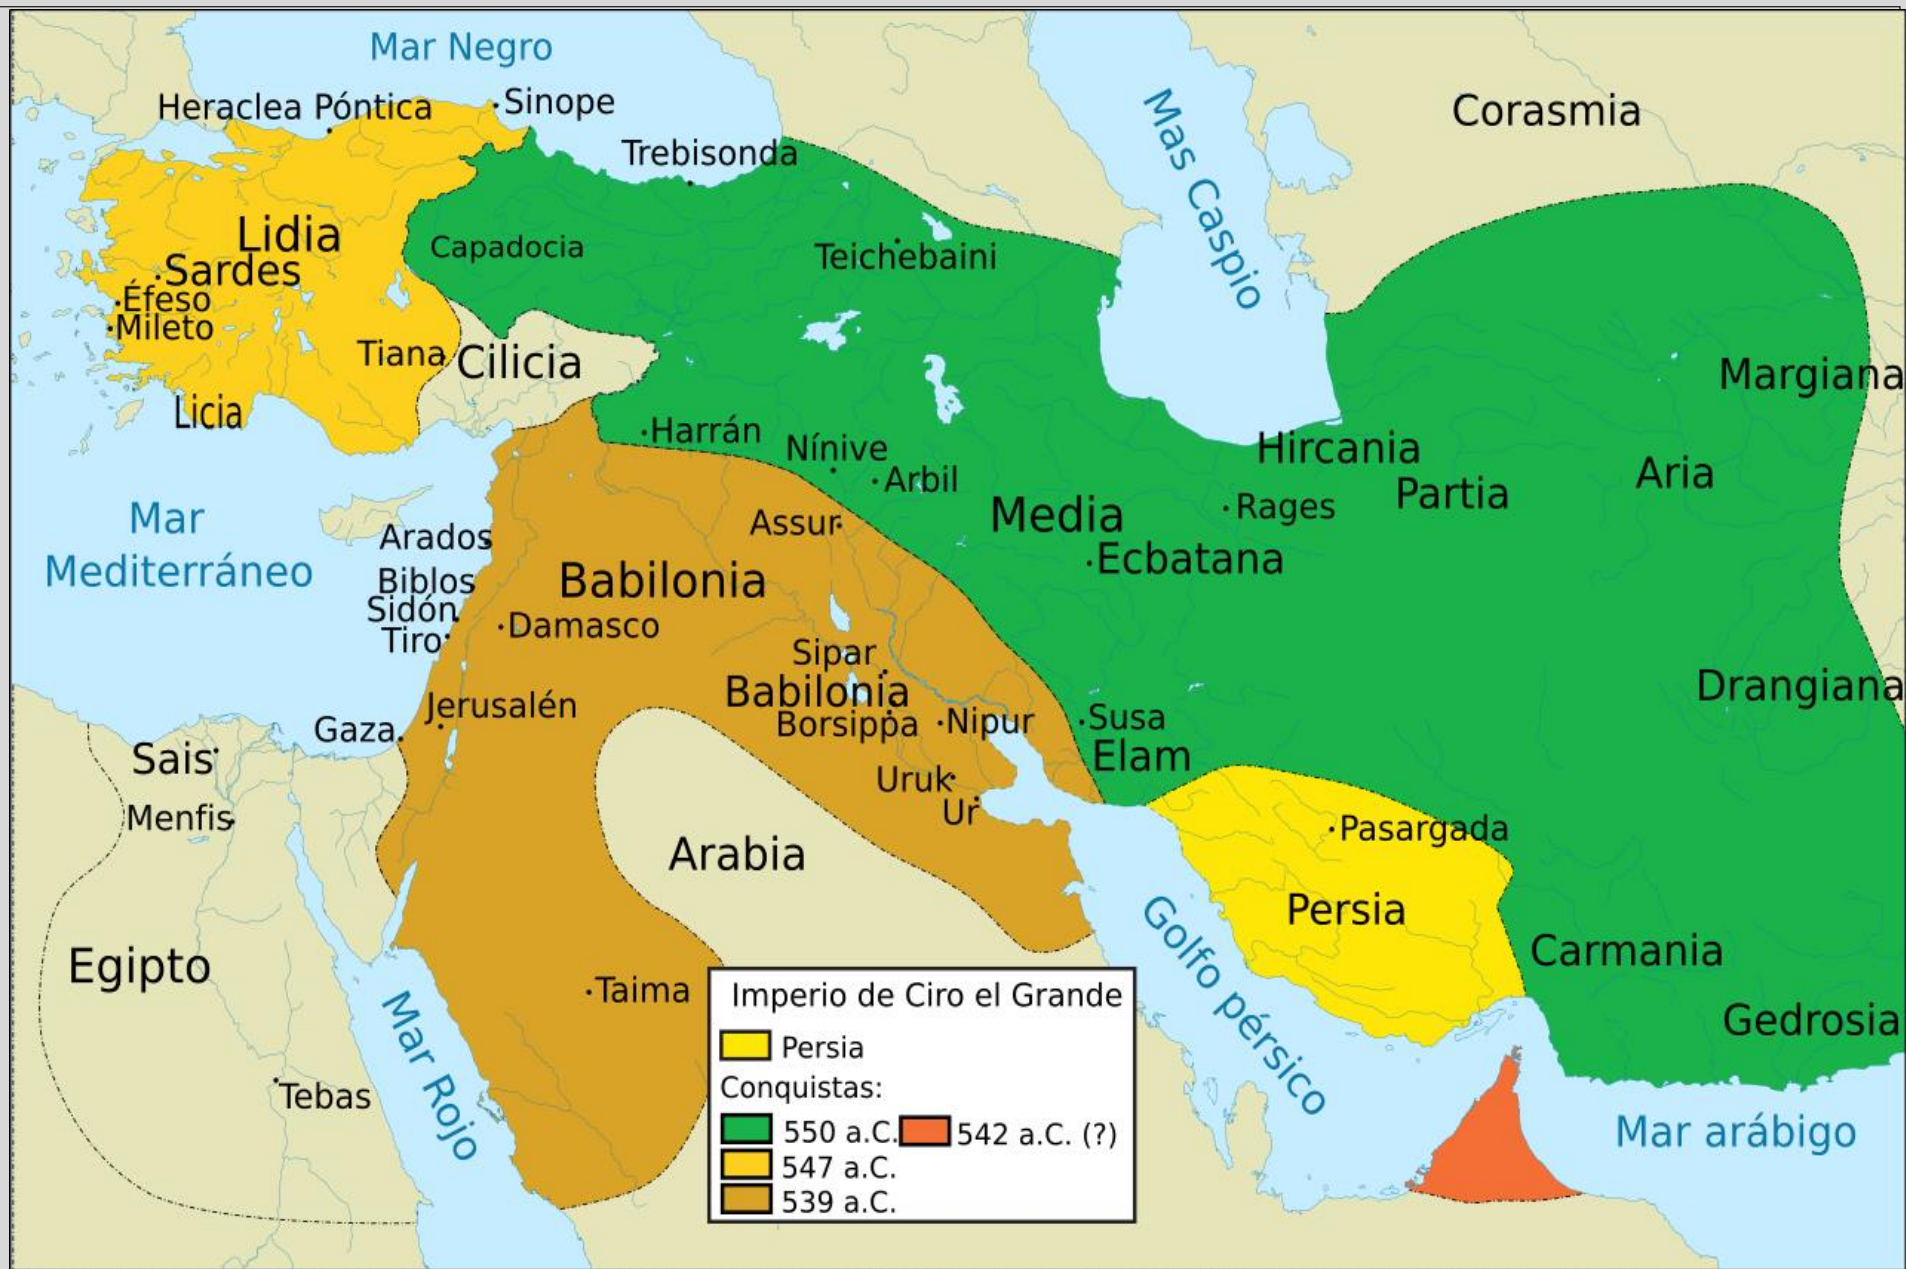 Mar Negro
Heraclea Póntica
Sinope
Trebisonda
Mas Caspio
Corasmia
Lidia
Sardes
Éfeso
Mileto
Capadocia
Teichebaini
Tiana
Cilicia
Licia
Margiana
Harrán
Nínive
Arbil
Hircania
Partia
Aria
Media
Rages
Ecbatana
Mar
Mediterráneo
Arados
Biblos
Sidón
Tiro
Assur
Babilonia
Damasco
Sipar
Babilonia
Borsippa
Nipur
Susa
Elam
Drangiana
Jerusalén
Gaza
Sais
Menfis
Uruk
Ur
Arabia
Pasargada
Persia
Golfo pérsico
Carmania
Gedrosia
Egipto
Taima
Mar Rojo
Tebas
Mar arábigo
Imperio de Ciro el Grande
Persia
Conquistas:
550 a.C. 542 a.C. (?)
547 a.C.
539 a.C.